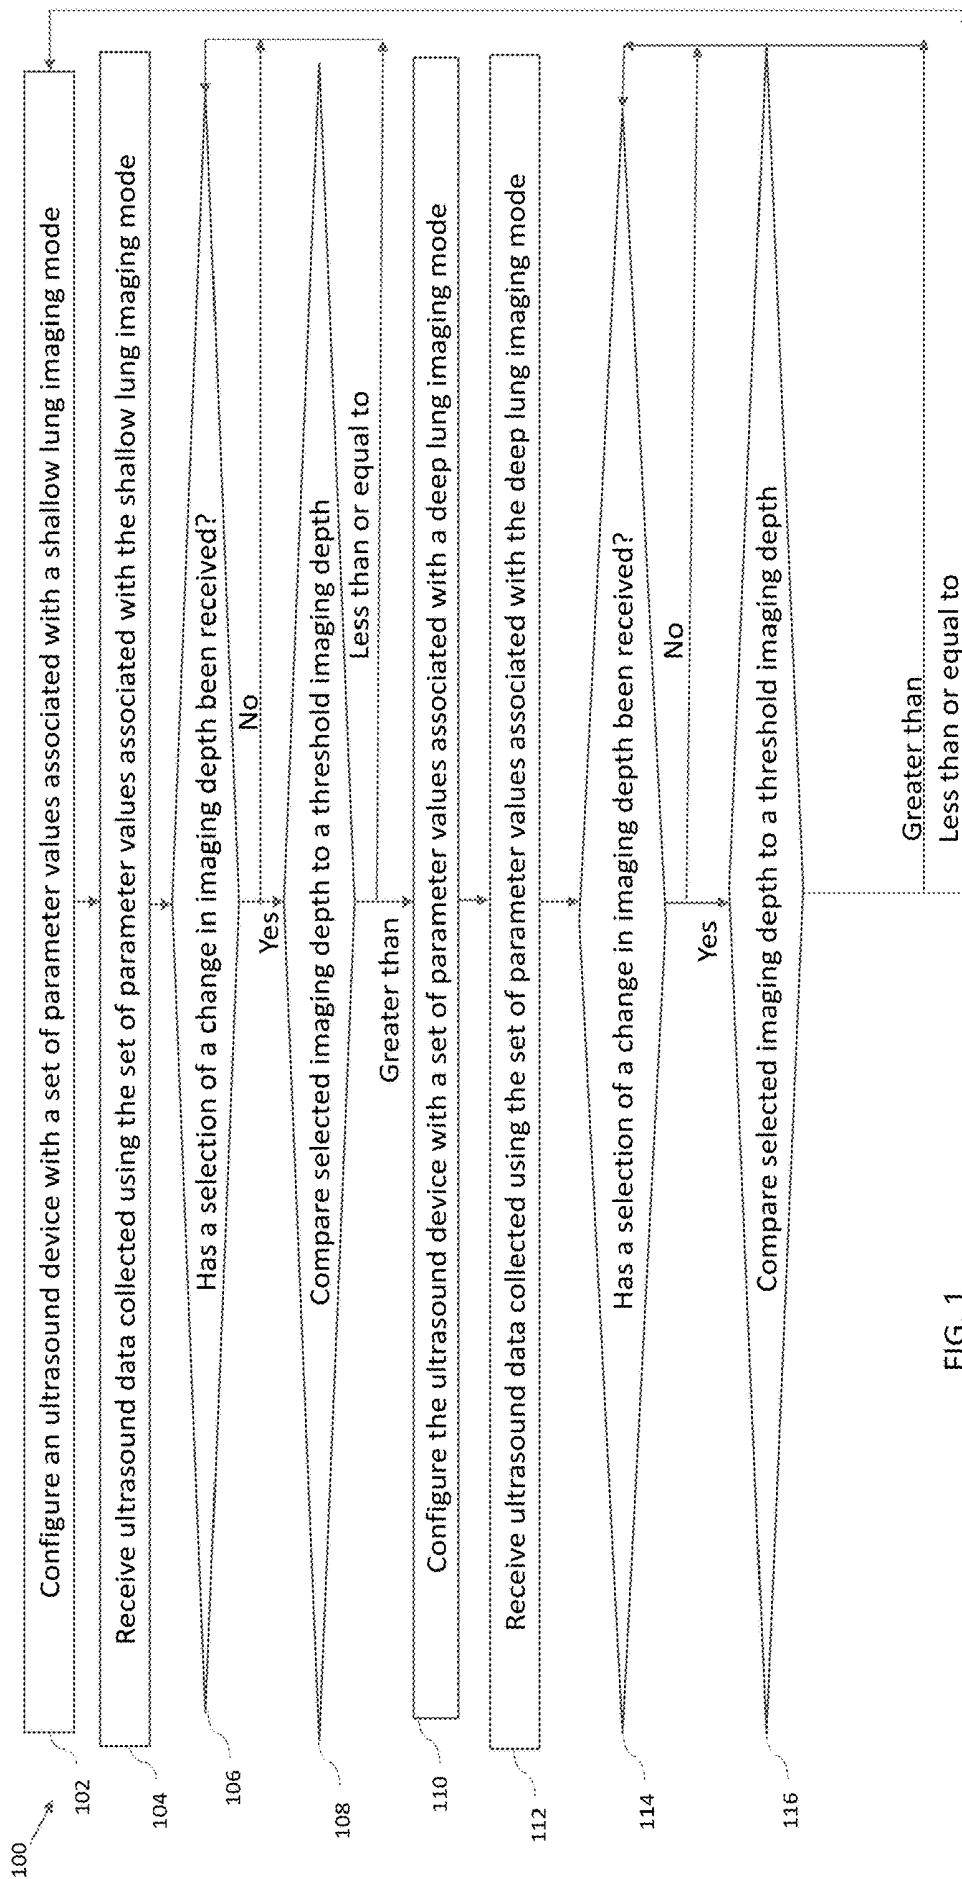 100
102
Configure an ultrasound device with a set of parameter values associated with a shallow lung imaging mode
104
Receive ultrasound data collected using the set of parameter values associated with the shallow lung imaging mode
106
Has a selection of a change in imaging depth been received?
No
Yes
108
Compare selected imaging depth to a threshold imaging depth
Less than or equal to
Greater than
110
Configure the ultrasound device with a set of parameter values associated with a deep lung imaging mode
112
Receive ultrasound data collected using the set of parameter values associated with the deep lung imaging mode
114
Has a selection of a change in imaging depth been received?
No
Yes
116
Compare selected imaging depth to a threshold imaging depth
Greater than
Less than or equal to
FIG. 1